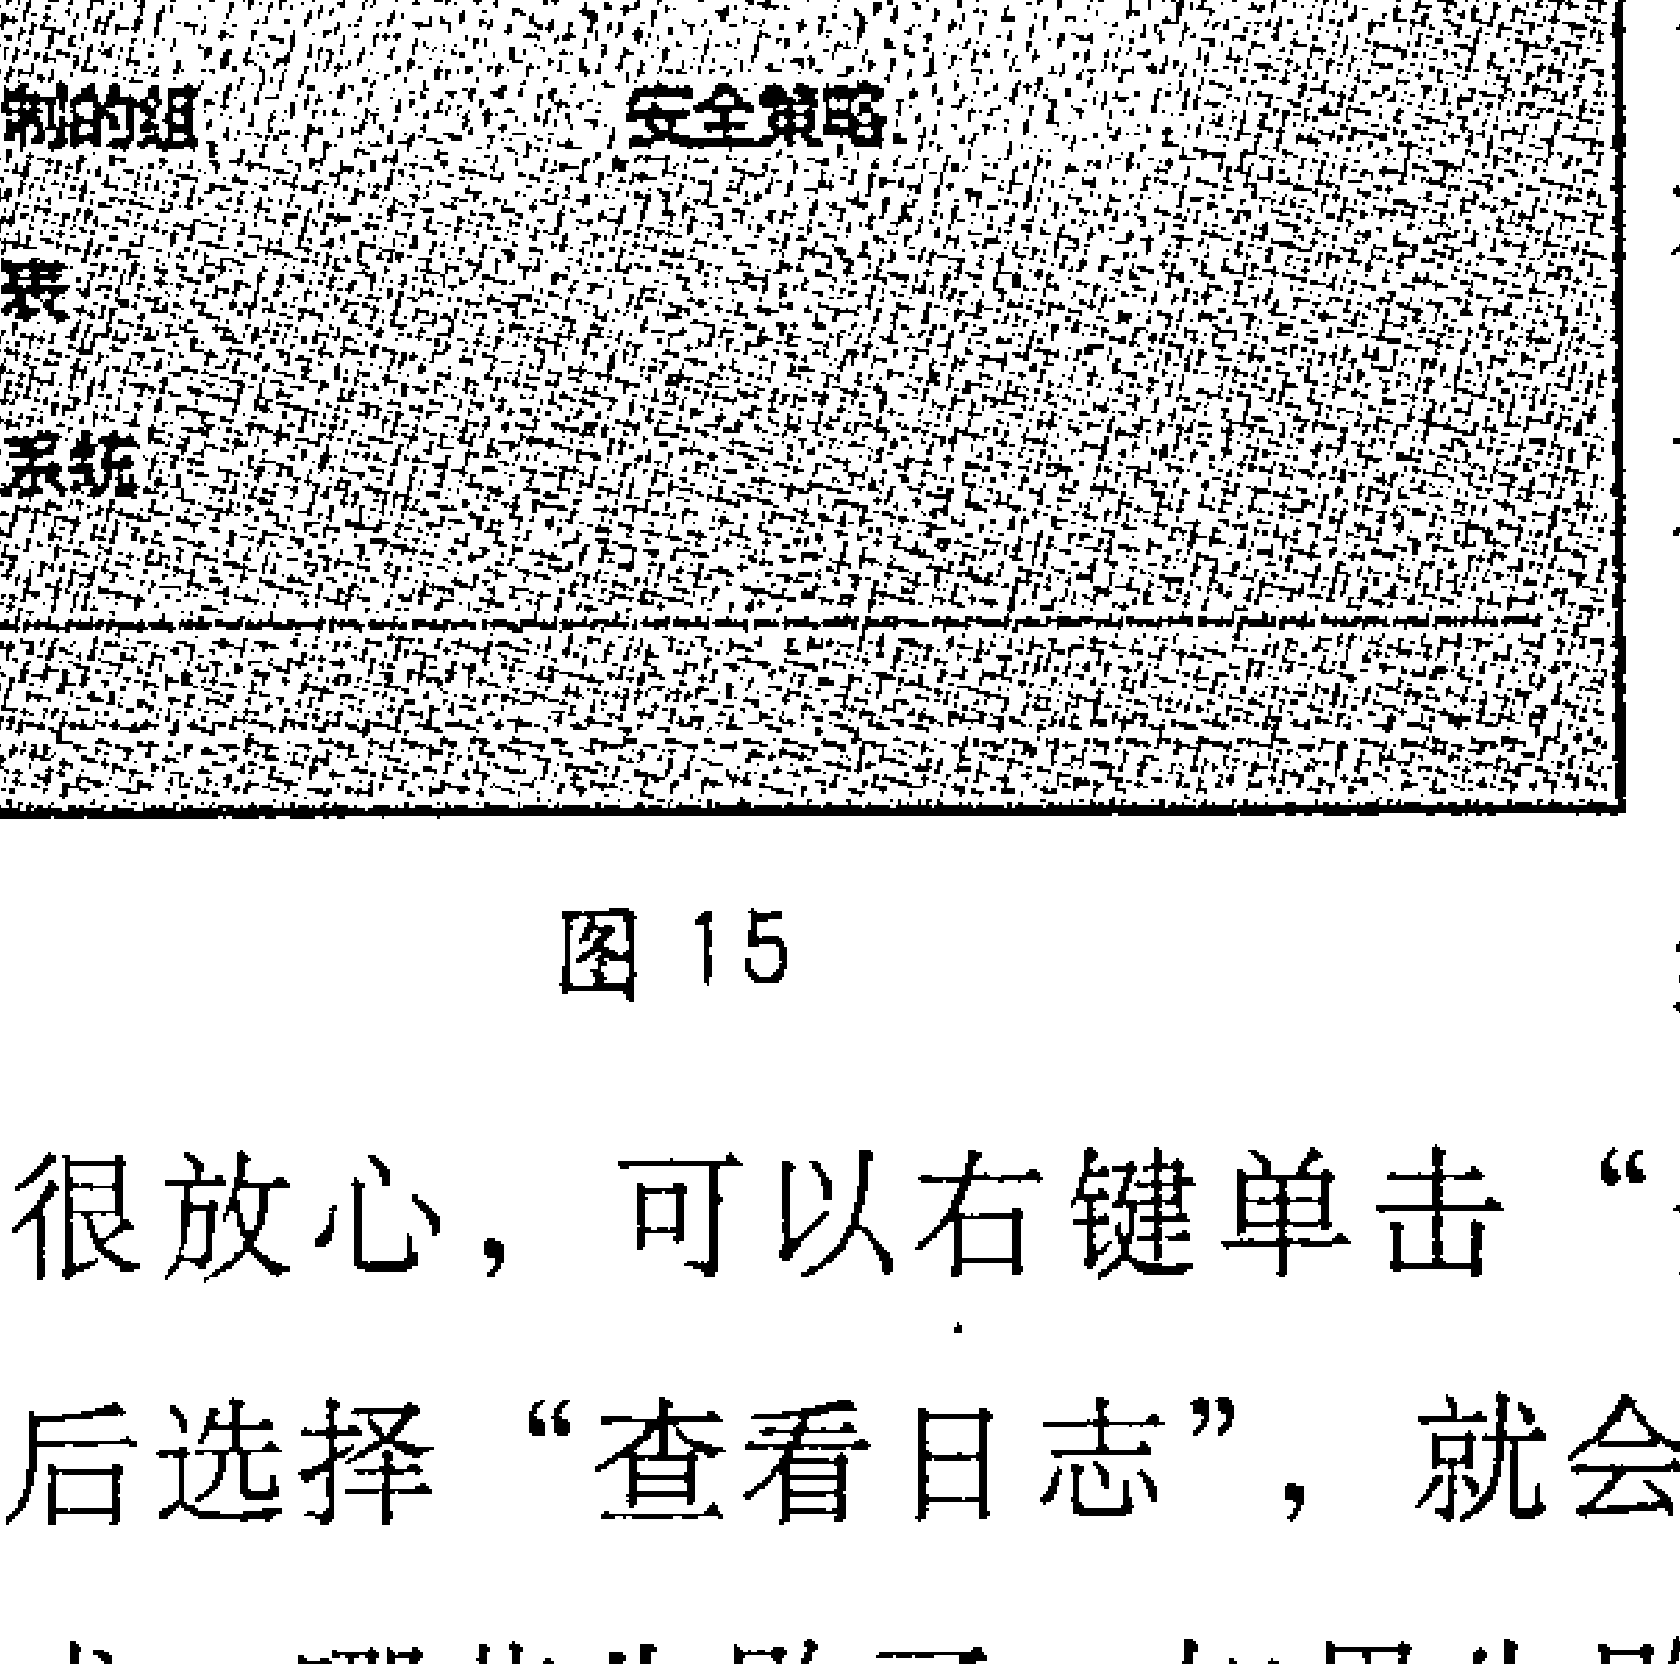 制的组 安全策略
表
系统
图 15
很放心，可以右键单击“
后选择“查看日志”，就会